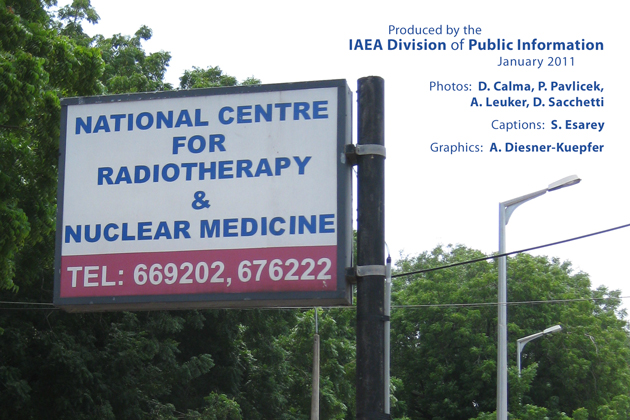 NATIONAL CENTRE
FOR
RADIOTHERAPY
&
NUCLEAR MEDICINE
TEL: 669202, 676222
Produced by the
IAEA Division of Public Information
January 2011
Photos: D. Calma, P. Pavlicek,
A. Leuker, D. Sacchetti
Captions: S. Esarey
Graphics: A. Diesner-Kuepfer